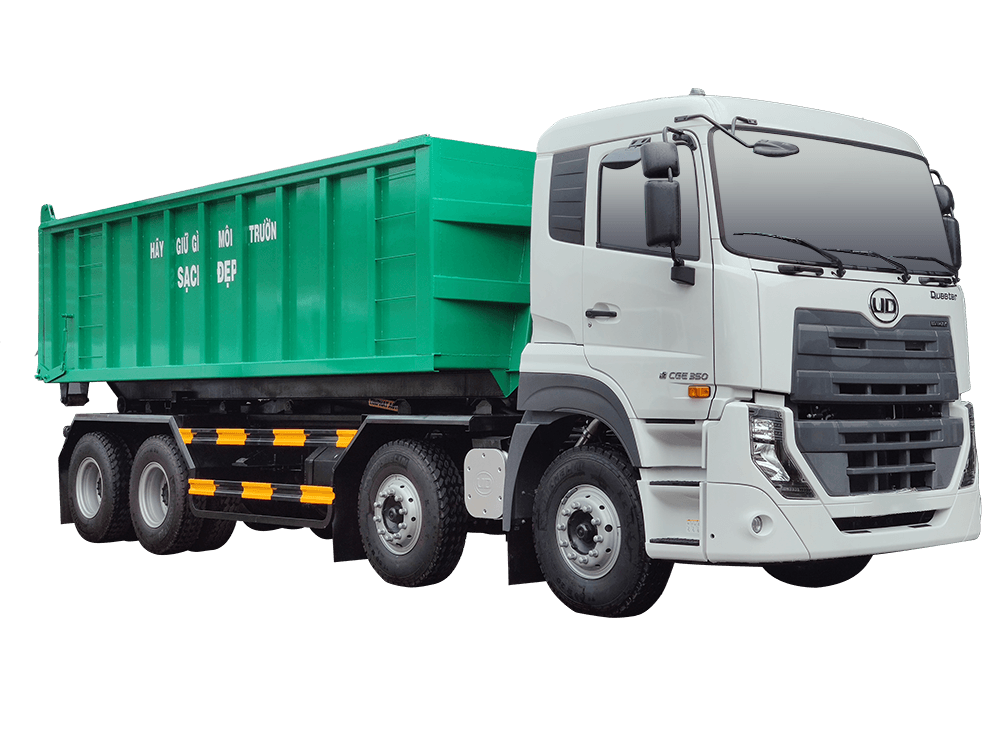 HÃY GIỮ GÌ MÔI TRƯỜN
SẠCH ĐẸP
UD
Quester
CGE 350